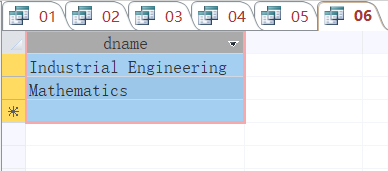 01 02 03 04 05 06
dname
Industrial Engineering
Mathematics